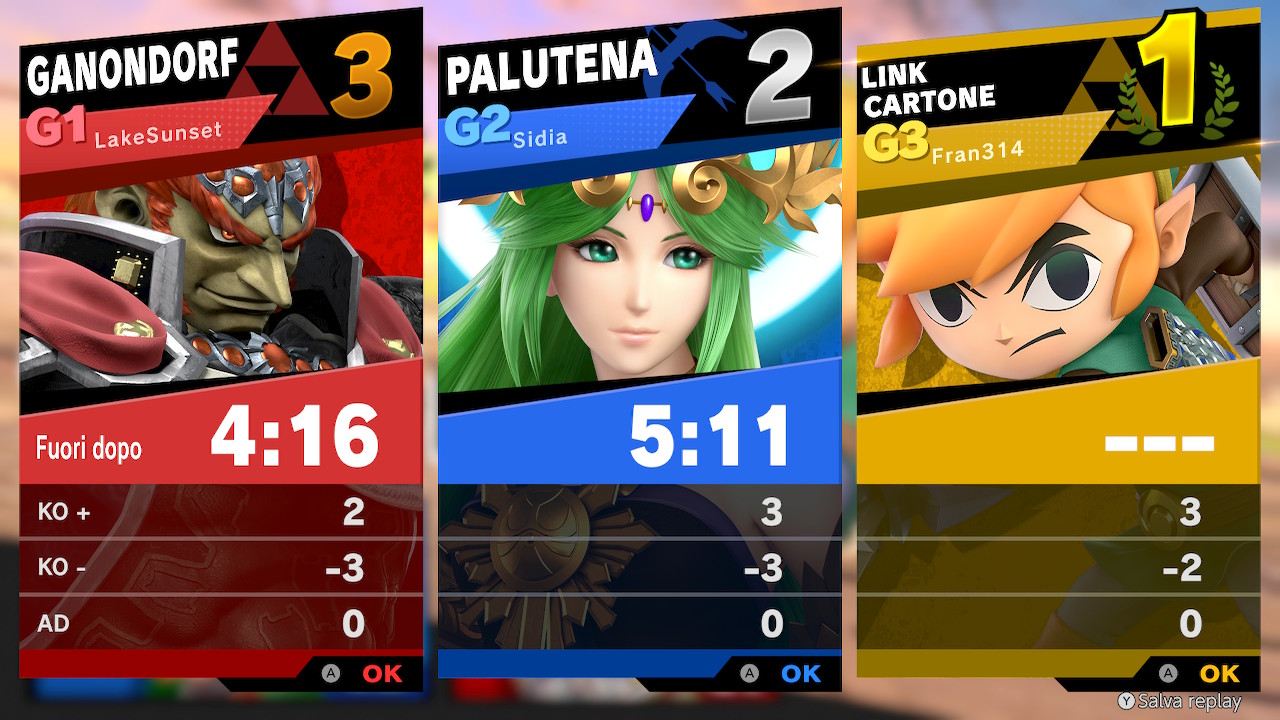 GANONDORF 3
G1 LakeSunset
Fuori dopo 4:16
KO + 2
KO - -3
AD 0
A OK
PALUTENA 2
G2 Sidia
5:11
3
-3
0
A OK
LINK
CARTONE 1
G3 Fran314
---
3
-2
0
A OK
Y Salva replay